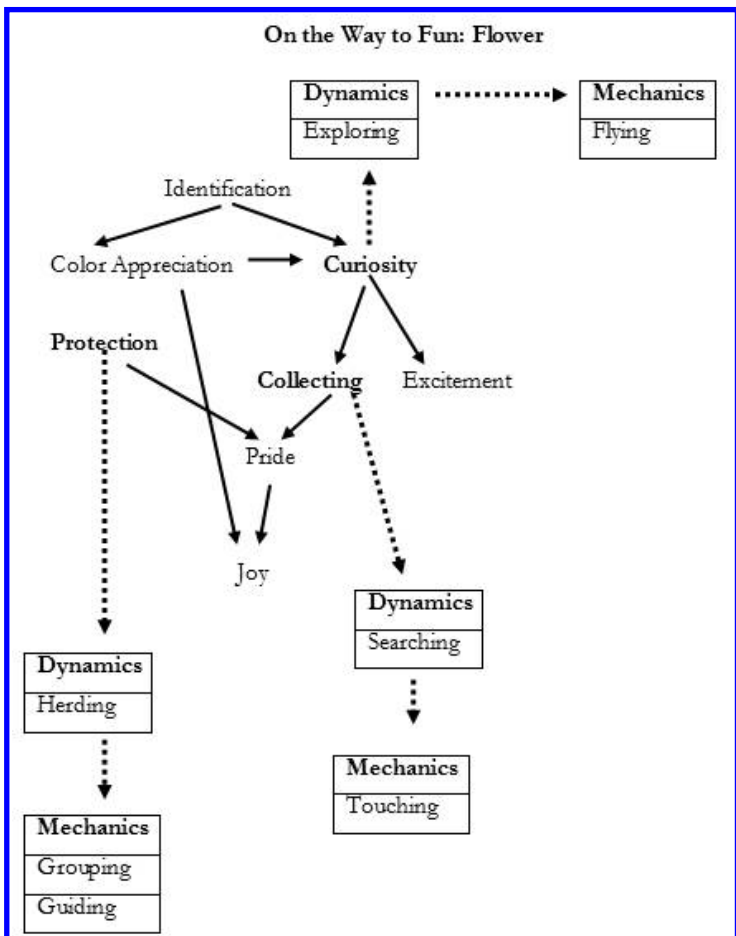 On the Way to Fun: Flower
Dynamics
Exploring
Mechanics
Flying
Identification
Color Appreciation
Curiosity
Protection
Collecting
Excitement
Pride
Joy
Dynamics
Searching
Dynamics
Herding
Mechanics
Touching
Mechanics
Grouping
Guiding